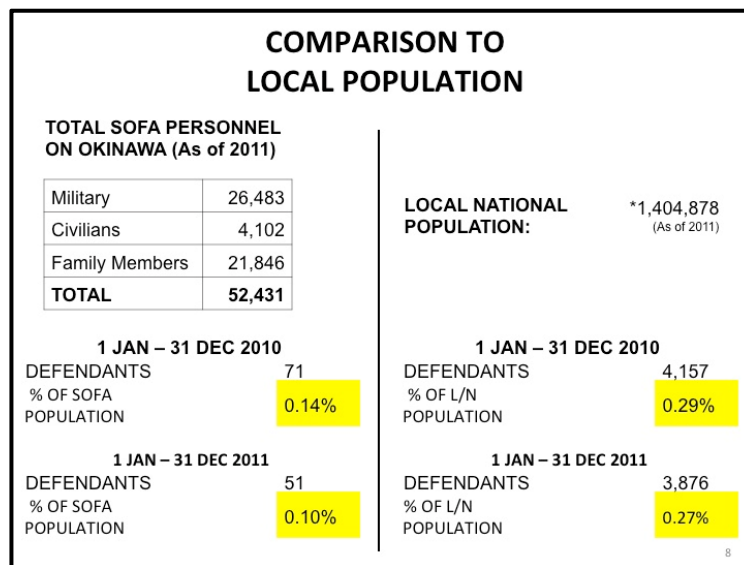 COMPARISON TO
LOCAL POPULATION
TOTAL SOFA PERSONNEL
ON OKINAWA (As of 2011)
Military 26,483
Civilians 4,102
Family Members 21,846
TOTAL 52,431
1 JAN – 31 DEC 2010
DEFENDANTS 71
% OF SOFA
POPULATION 0.14%
1 JAN – 31 DEC 2011
DEFENDANTS 51
% OF SOFA
POPULATION 0.10%
LOCAL NATIONAL *1,404,878
POPULATION: (As of 2011)
1 JAN – 31 DEC 2010
DEFENDANTS 4,157
% OF L/N
POPULATION 0.29%
1 JAN – 31 DEC 2011
DEFENDANTS 3,876
% OF L/N
POPULATION 0.27%
8